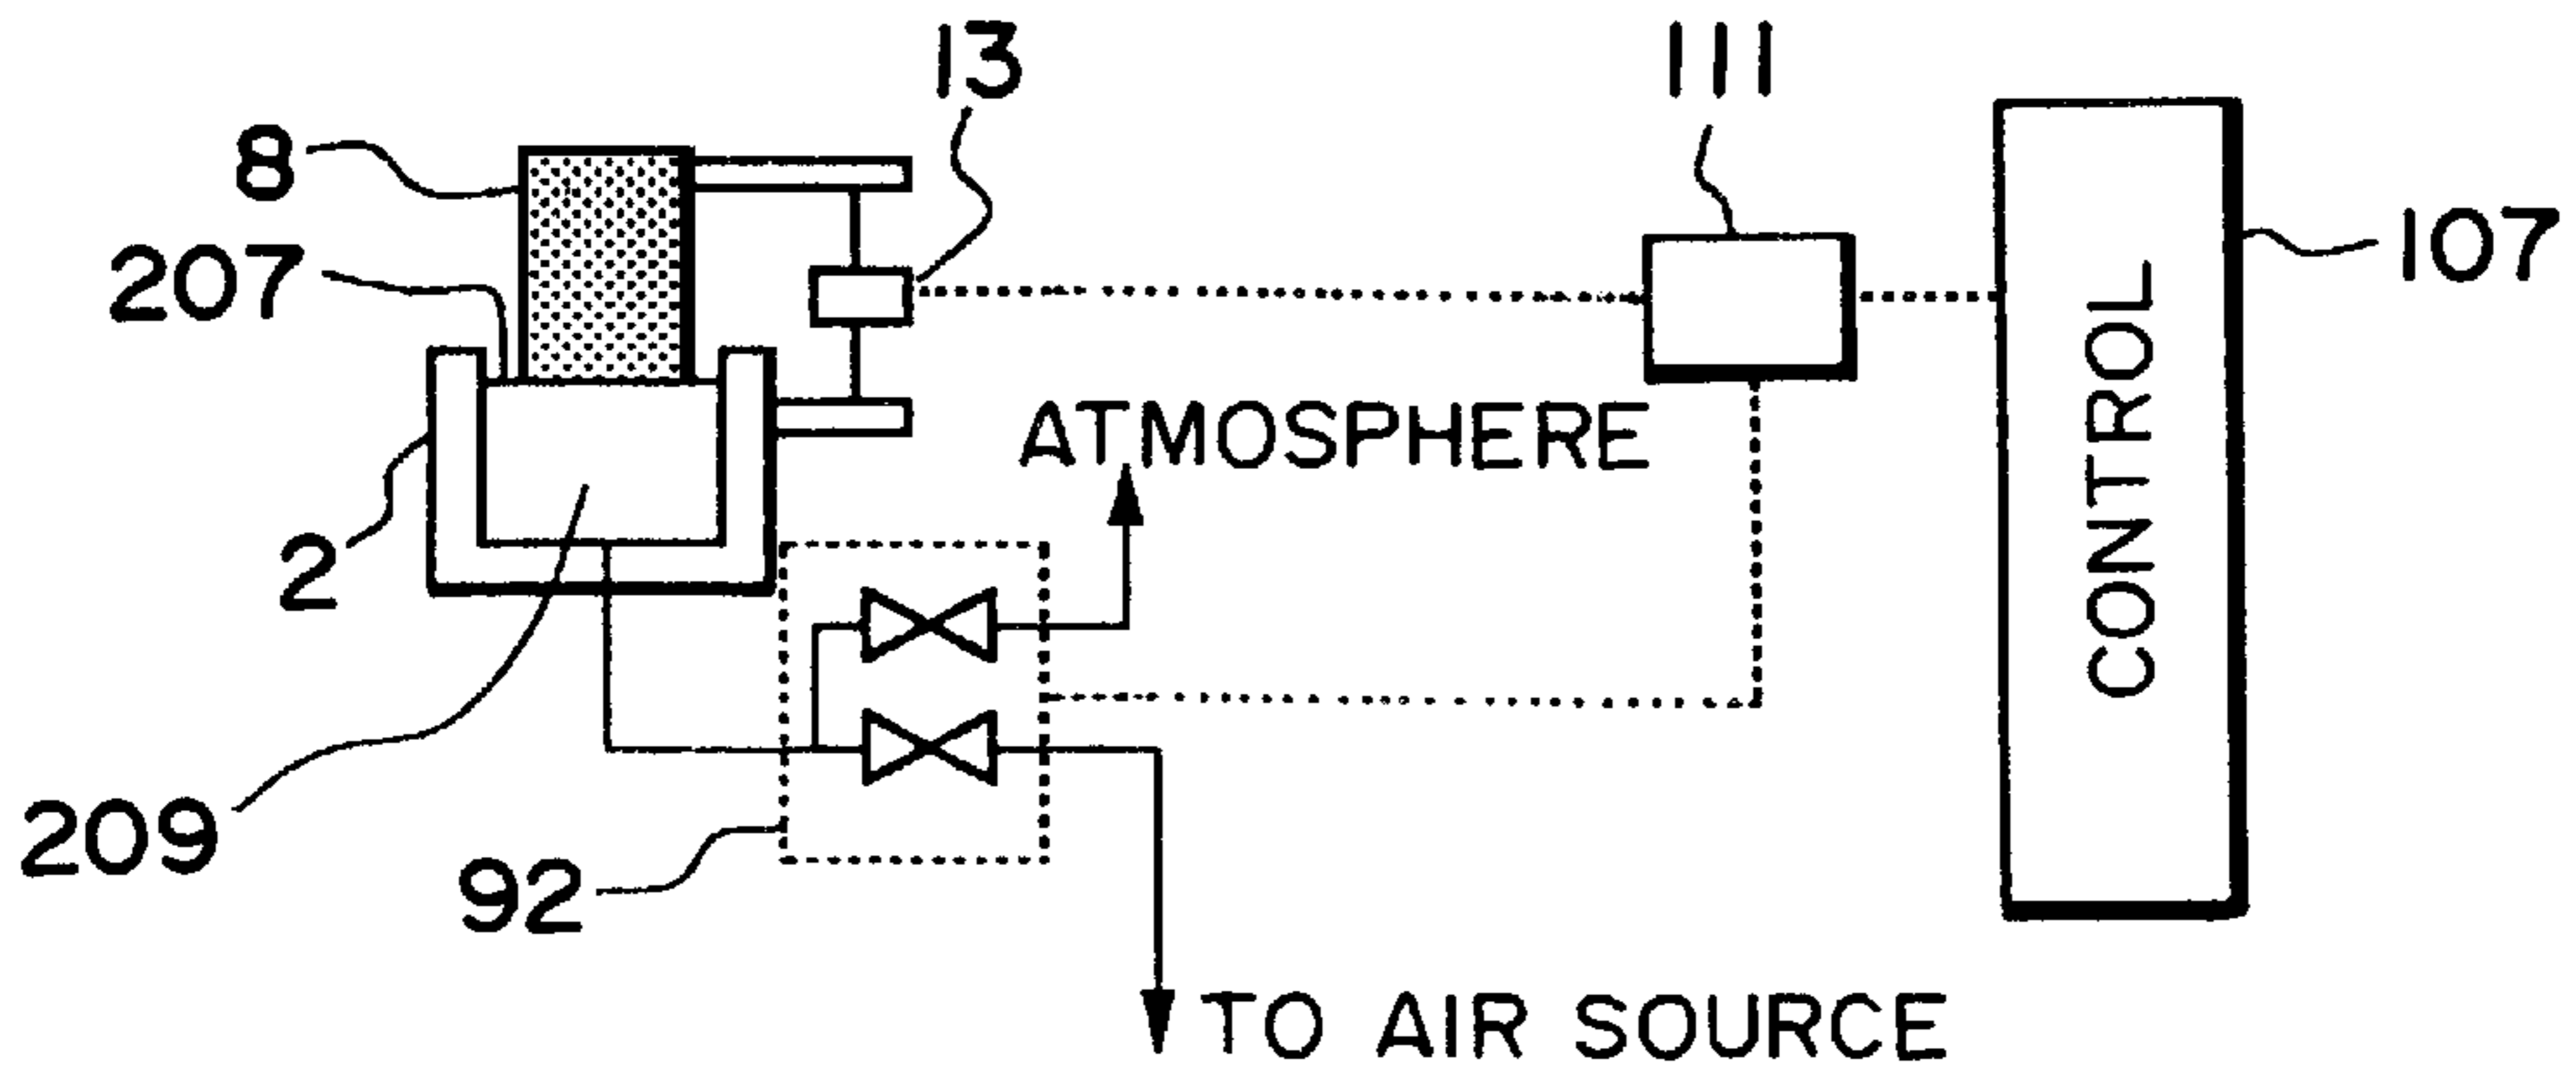 13
111
8
207
107
CONTROL
ATMOSPHERE
2
209
92
TO AIR SOURCE